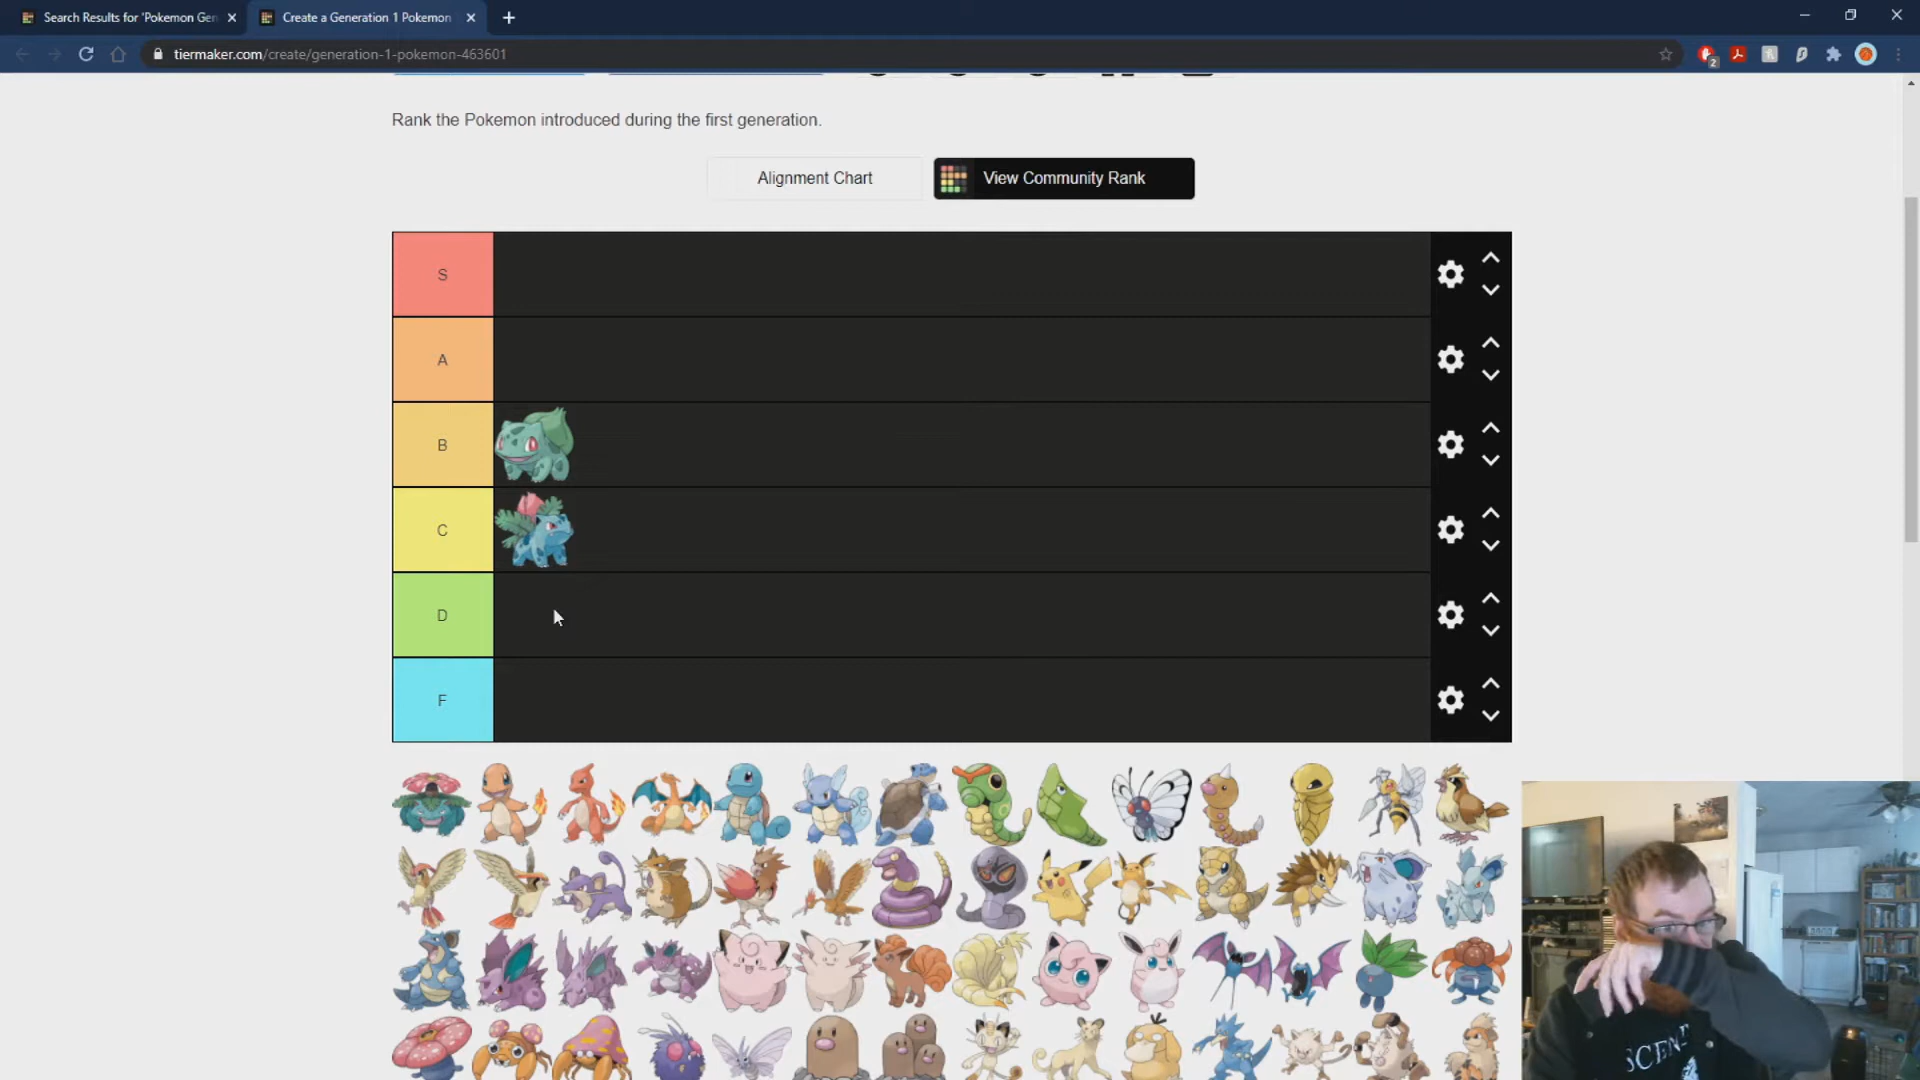 Search Results for 'Pokemon Gen
Create a Generation 1 Pokemon
tiermaker.com/create/generation-1-pokemon-463601
2
Rank the Pokemon introduced during the first generation.
Alignment Chart
View Community Rank
S
A
B
C
D
F